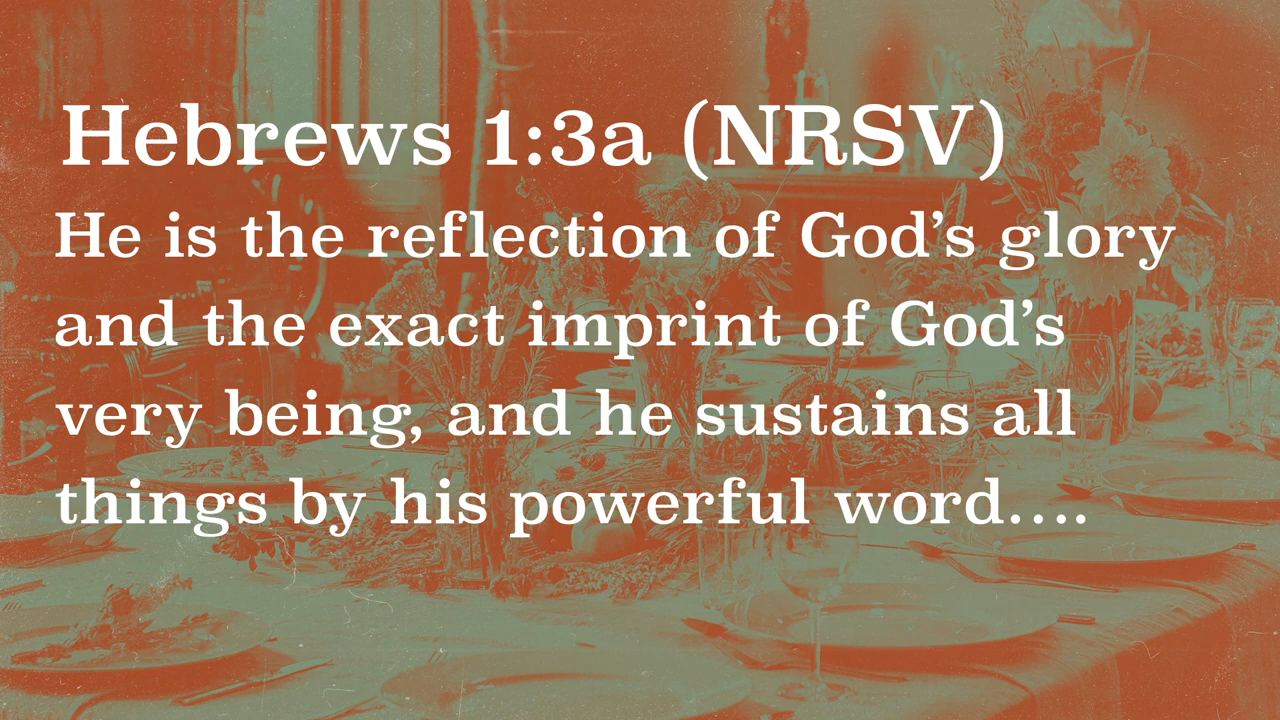 Hebrews 1:3a (NRSV)
He is the reflection of God’s glory
and the exact imprint of God’s
very being, and he sustains all
things by his powerful word….